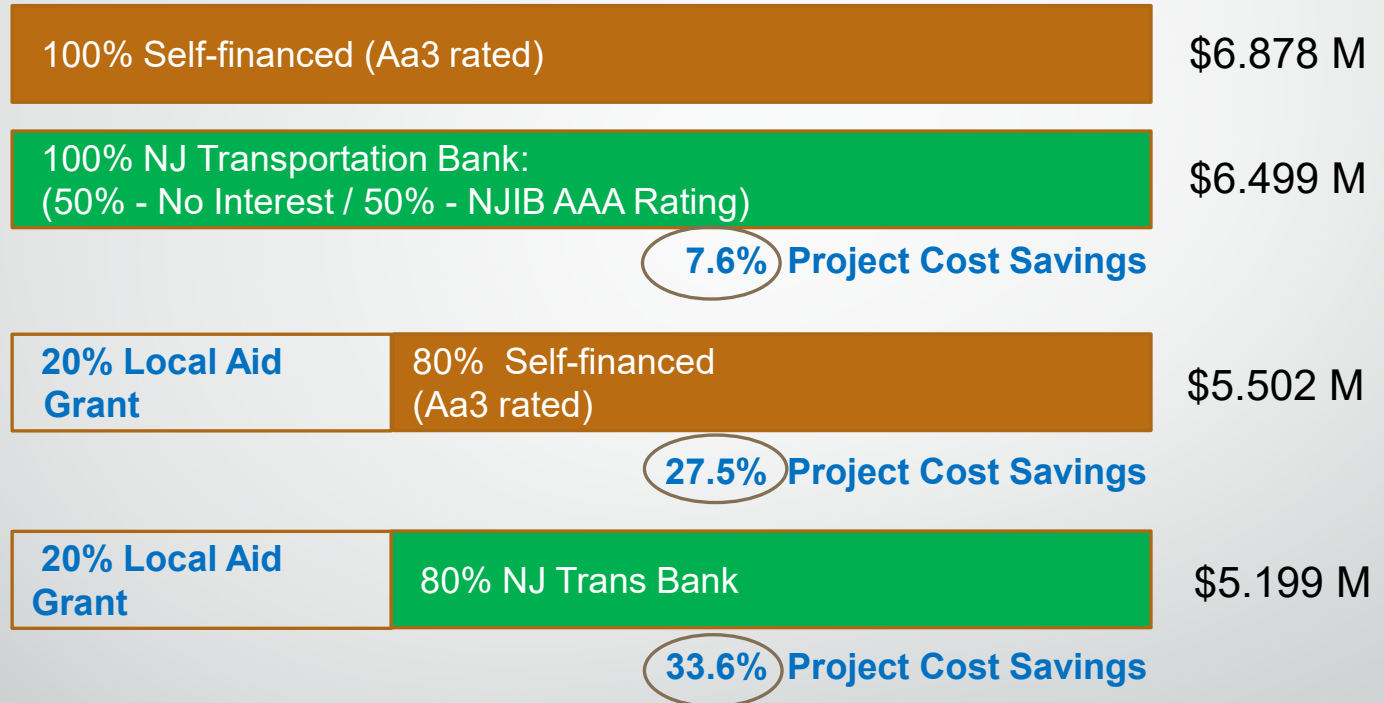 100% Self-financed (Aa3 rated)
$6.878 M
100% NJ Transportation Bank:
(50% - No Interest / 50% - NJIB AAA Rating)
$6.499 M
7.6% Project Cost Savings
20% Local Aid
Grant
80% Self-financed
(Aa3 rated)
$5.502 M
27.5% Project Cost Savings
20% Local Aid
Grant
80% NJ Trans Bank
$5.199 M
33.6% Project Cost Savings